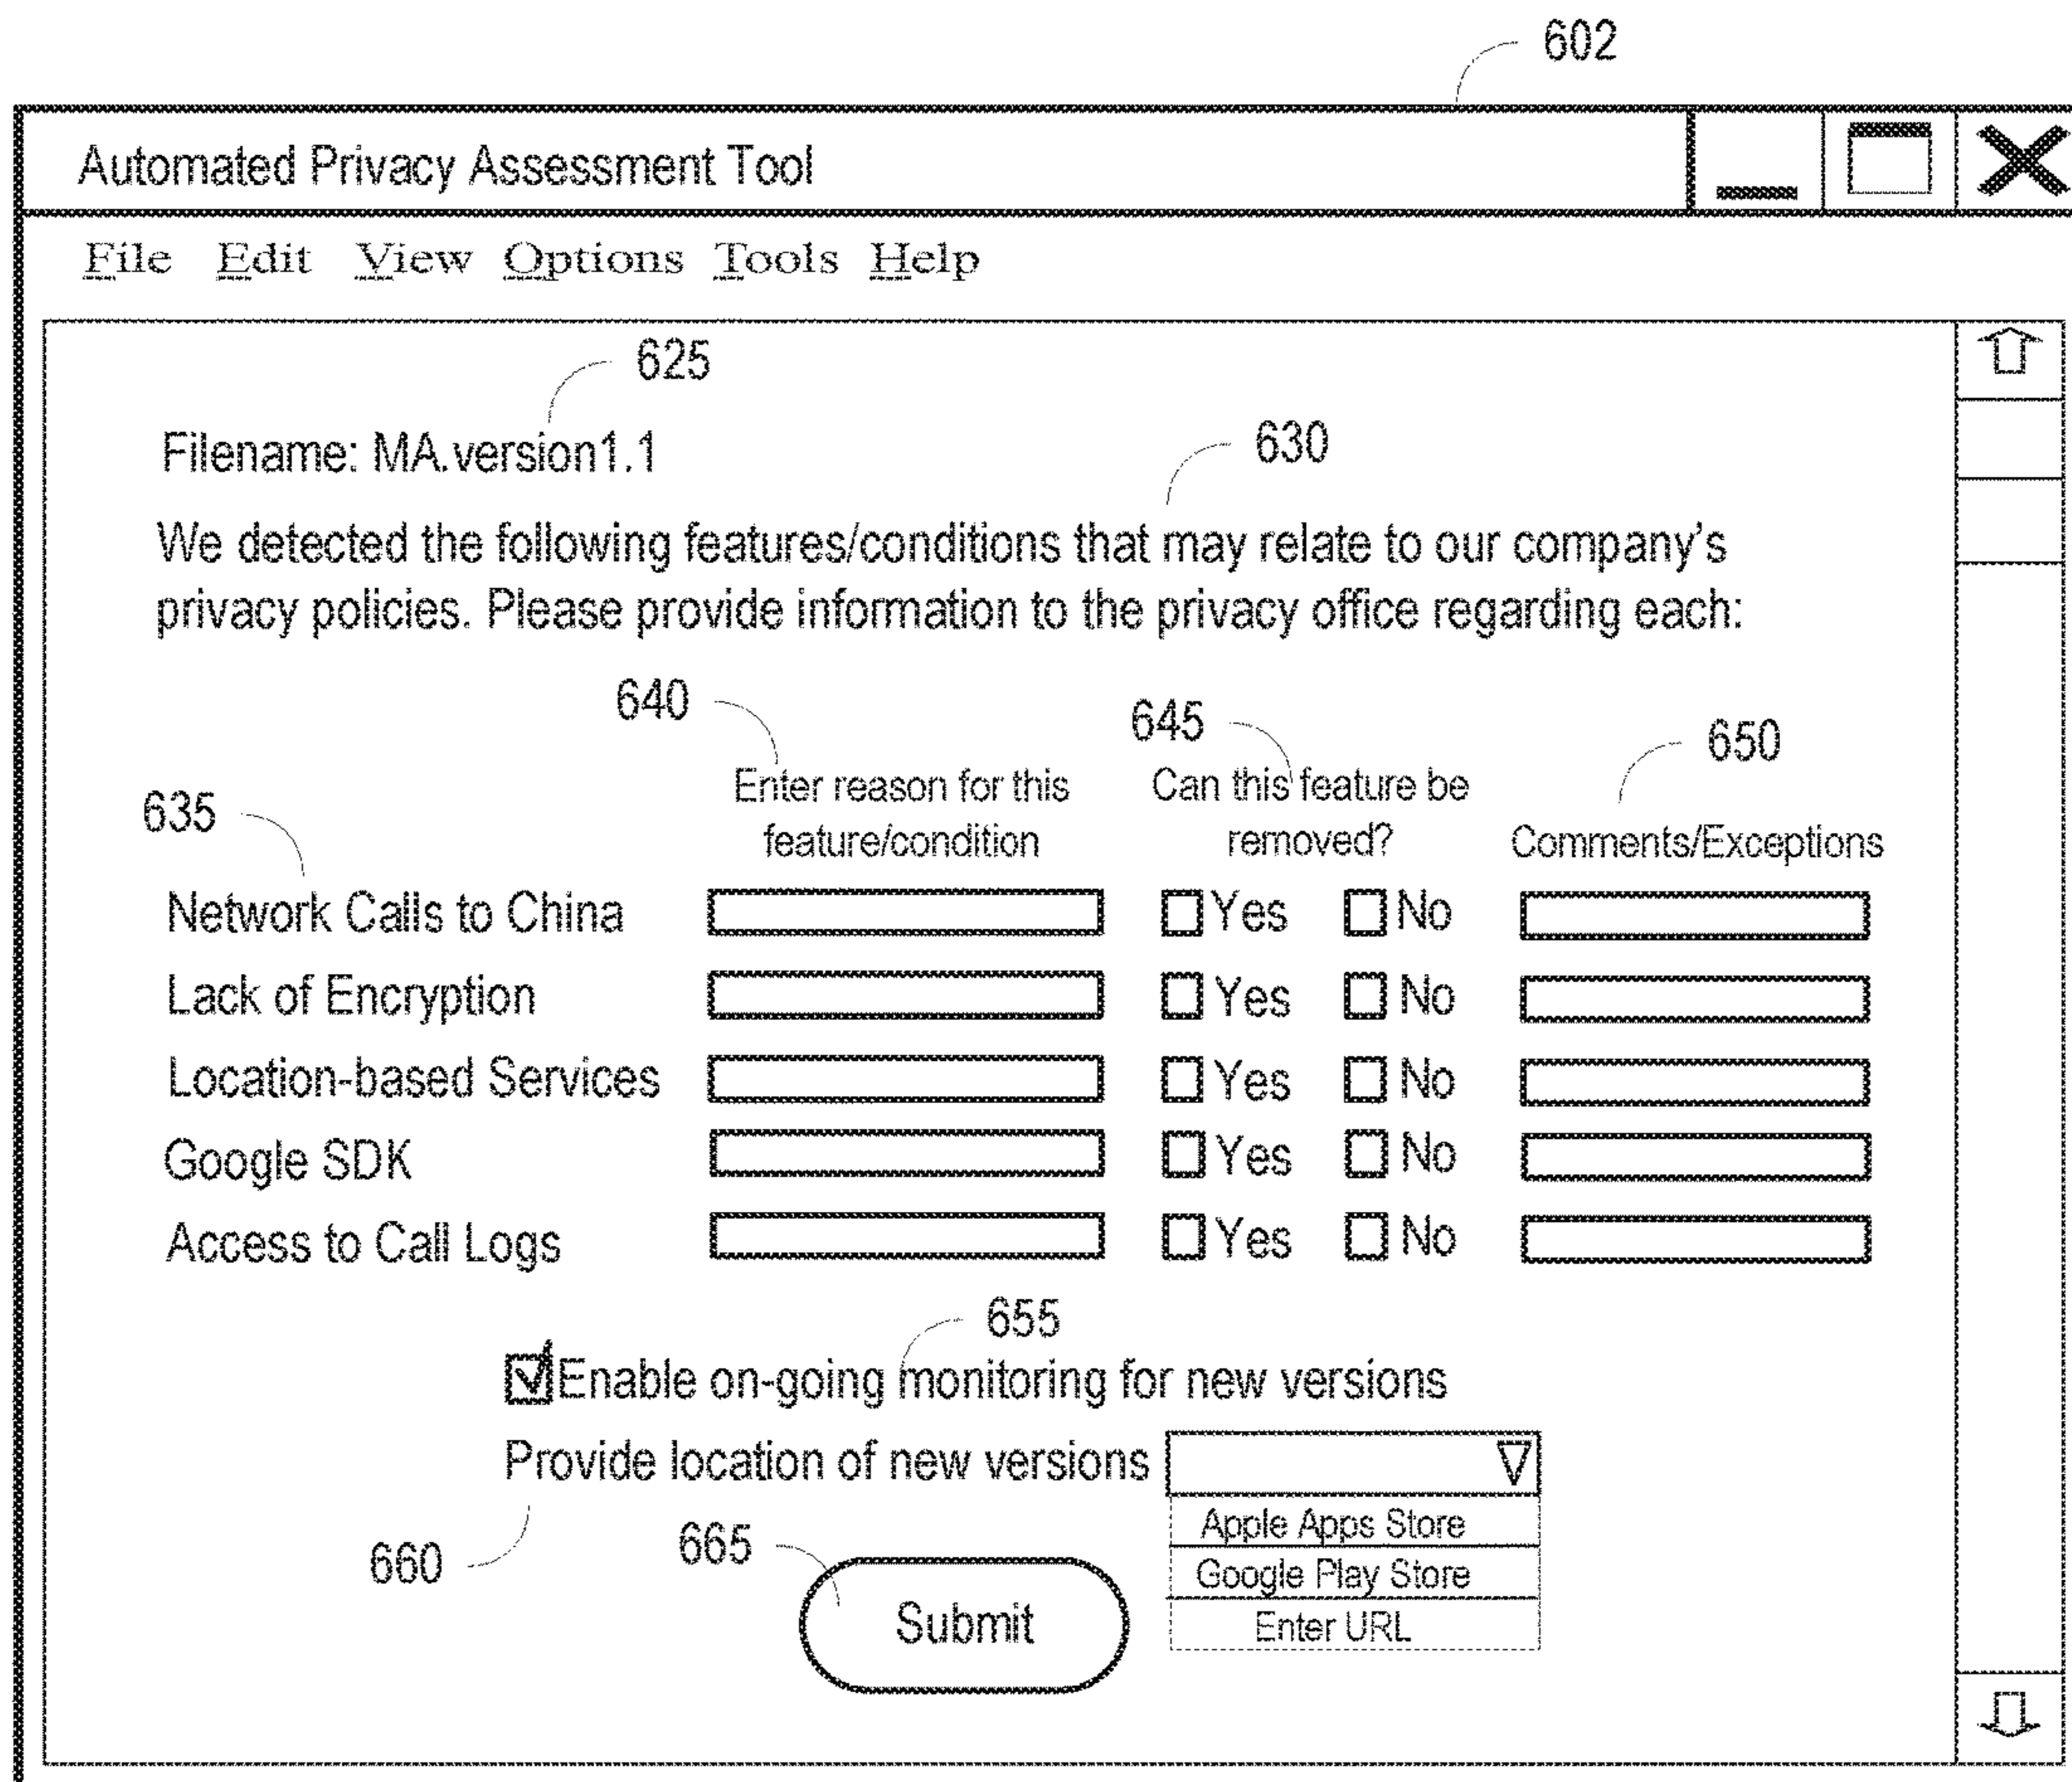 602
Automated Privacy Assessment Tool
File Edit View Options Tools Help
625
Filename: MA.version1.1
630
We detected the following features/conditions that may relate to our company's
privacy policies. Please provide information to the privacy office regarding each:
640
645
650
635
Enter reason for this
feature/condition
Can this feature be
removed?
Comments/Exceptions
Network Calls to China Yes No
Lack of Encryption Yes No
Location-based Services Yes No
Google SDK Yes No
Access to Call Logs Yes No
655
Enable on-going monitoring for new versions
Provide location of new versions
660
665
Apple Apps Store
Google Play Store
Enter URL
Submit